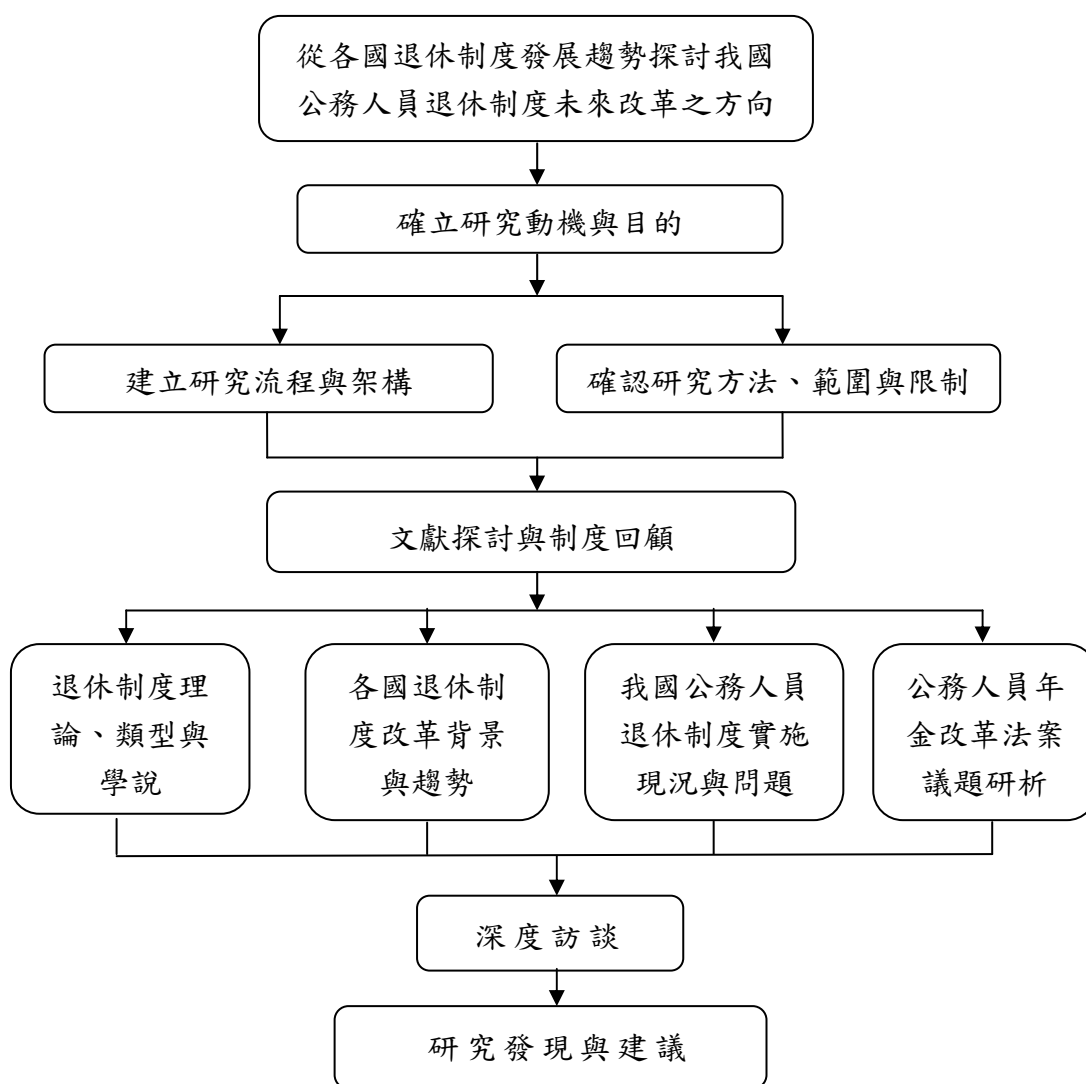 從各國退休制度發展趨勢探討我國
公務人員退休制度未來改革之方向
確立研究動機與目的
建立研究流程與架構
確認研究方法、範圍與限制
文獻探討與制度回顧
退休制度理
論、類型與
學說
各國退休制
度改革背景
與趨勢
我國公務人員
退休制度實施
現況與問題
公務人員年
金改革法案
議題研析
深度訪談
研究發現與建議